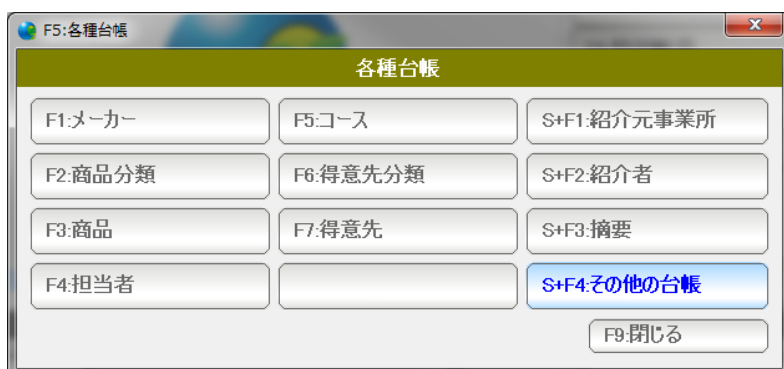 F5:各種台帳
各種台帳
F1:メーカー
F5:コース
S+F1:紹介元事業所
F2:商品分類
F6:得意先分類
S+F2:紹介者
F3:商品
F7:得意先
S+F3:摘要
F4:担当者
S+F4:その他の台帳
F9:閉じる